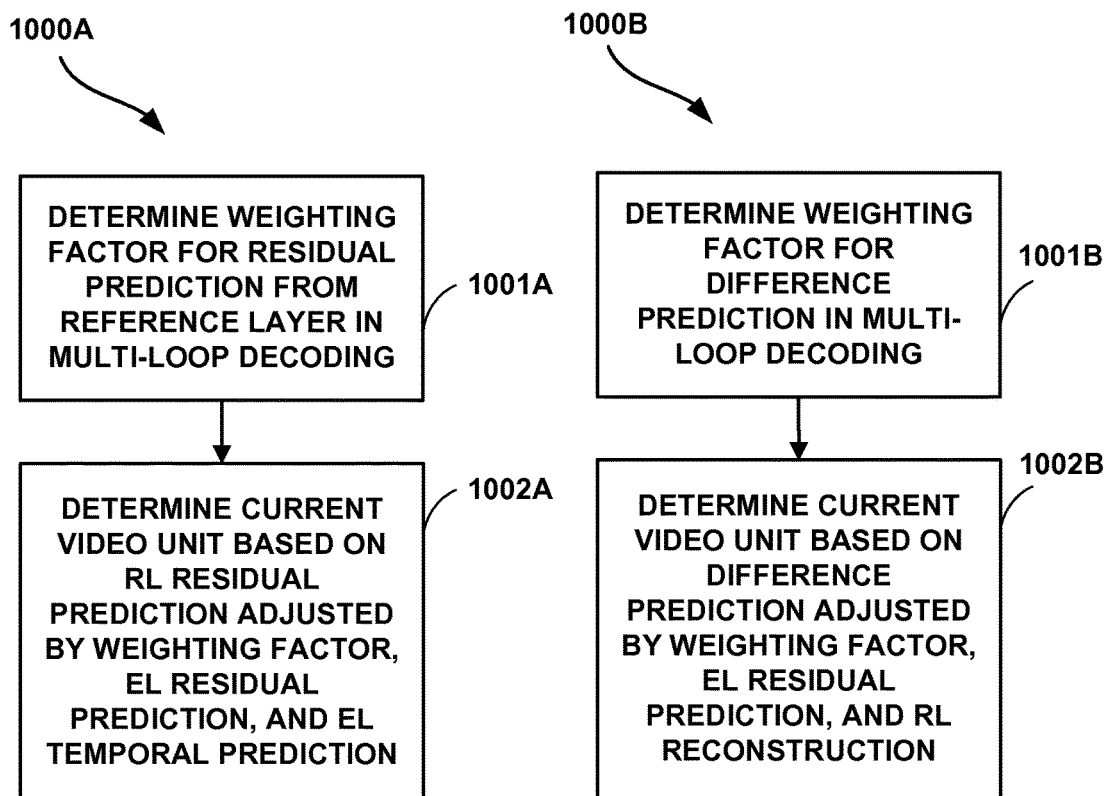 1000A
DETERMINE WEIGHTING
FACTOR FOR RESIDUAL
PREDICTION FROM
REFERENCE LAYER IN
MULTI-LOOP DECODING
1001A
DETERMINE CURRENT
VIDEO UNIT BASED ON
RL RESIDUAL
PREDICTION ADJUSTED
BY WEIGHTING FACTOR,
EL RESIDUAL
PREDICTION, AND EL
TEMPORAL PREDICTION
1002A
1000B
DETERMINE WEIGHTING
FACTOR FOR
DIFFERENCE
PREDICTION IN MULTI-
LOOP DECODING
1001B
DETERMINE CURRENT
VIDEO UNIT BASED ON
DIFFERENCE
PREDICTION ADJUSTED
BY WEIGHTING FACTOR,
EL RESIDUAL
PREDICTION, AND RL
RECONSTRUCTION
1002B